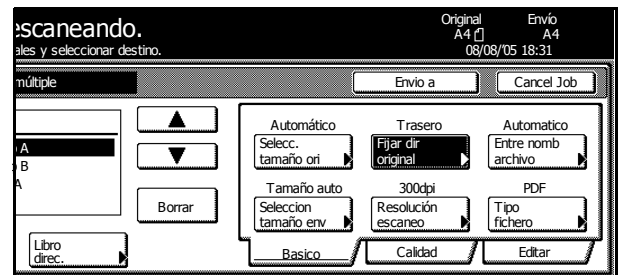 escaneando.
ales y seleccionar destino.
Original Envío
A4 A4
08/08/'05 18:31
múltiple
Envio a
Cancel Job
A
B
A
Borrar
Libro
direc.
Automático Trasero Automatico
Selecc.
tamaño ori
Fijar dir
original
Entre nomb
archivo
Tamaño auto 300dpi PDF
Seleccion
tamaño env
Resolución
escaneo
Tipo
fichero
Basico Calidad Editar